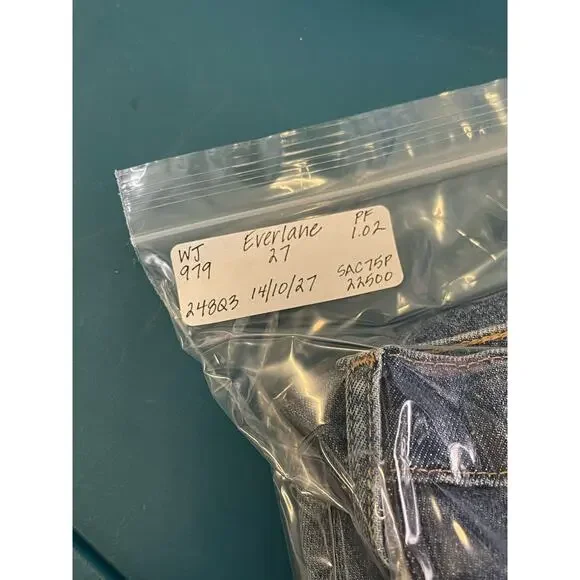 WJ Everlane PF
979 27 1.02
248Q3 14/10/27 SAC75P
22500